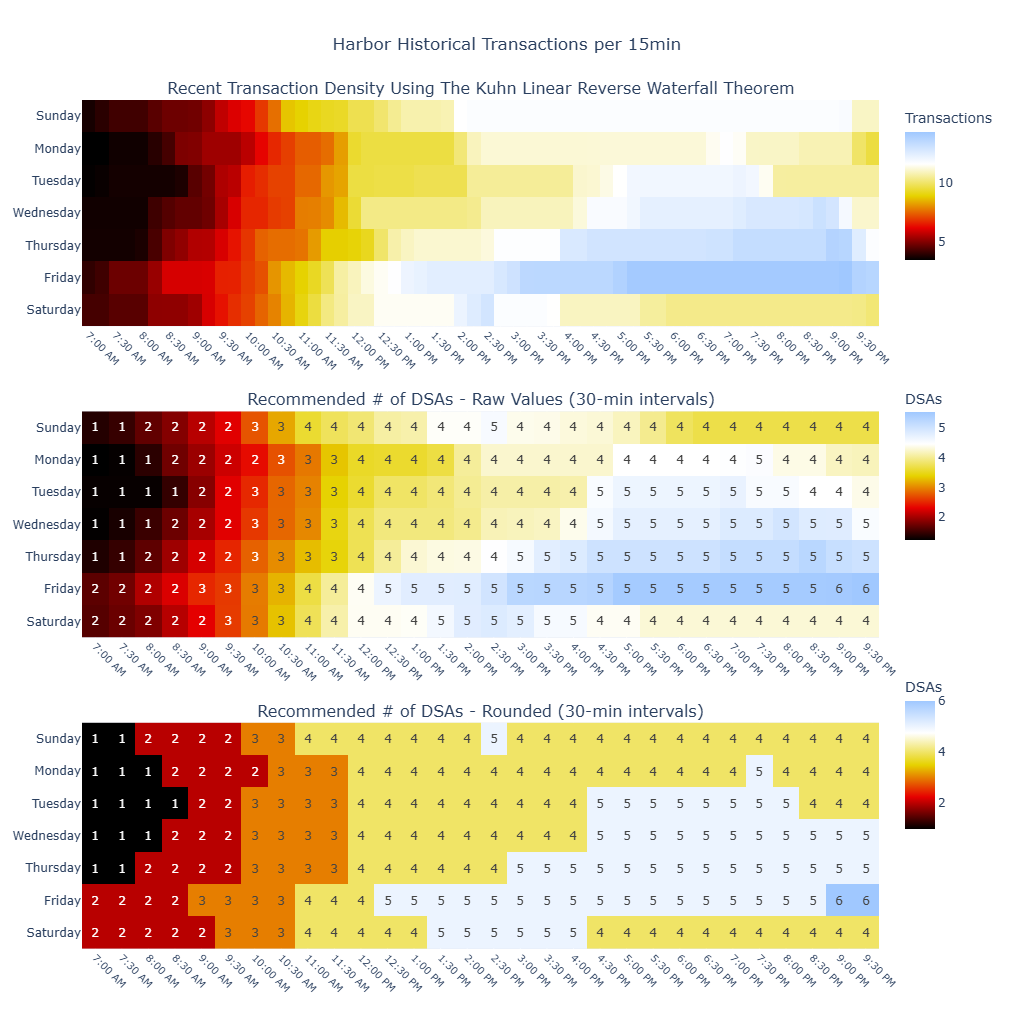 Harbor Historical Transactions per 15min
Recent Transaction Density Using The Kuhn Linear Reverse Waterfall Theorem
Sunday
Monday
Tuesday
Wednesday
Thursday
Friday
Saturday
7:00 AM 7:30 AM 8:00 AM 8:30 AM 9:00 AM 9:30 AM 10:00 AM 10:30 AM 11:00 AM 11:30 AM 12:00 PM 12:30 PM 1:00 PM 1:30 PM 2:00 PM 2:30 PM 3:00 PM 3:30 PM 4:00 PM 4:30 PM 5:00 PM 5:30 PM 6:00 PM 6:30 PM 7:00 PM 7:30 PM 8:00 PM 8:30 PM 9:00 PM 9:30 PM
Transactions
10
5
Recommended # of DSAs - Raw Values (30-min intervals)
Sunday 1 1 2 2 2 2 3 3 4 4 4 4 4 4 4 5 4 4 4 4 4 4 4 4 4 4 4 4 4 4
Monday 1 1 1 2 2 2 2 3 3 3 4 4 4 4 4 4 4 4 4 4 4 4 4 4 4 5 4 4 4 4
Tuesday 1 1 1 1 2 2 3 3 3 3 4 4 4 4 4 4 4 4 4 5 5 5 5 5 5 5 5 4 4 4
Wednesday 1 1 1 2 2 2 3 3 3 3 4 4 4 4 4 4 4 4 4 5 5 5 5 5 5 5 5 5 5 5
Thursday 1 1 2 2 2 2 3 3 3 3 4 4 4 4 4 4 5 5 5 5 5 5 5 5 5 5 5 5 5 5
Friday 2 2 2 2 3 3 3 3 4 4 4 5 5 5 5 5 5 5 5 5 5 5 5 5 5 5 5 5 6 6
Saturday 2 2 2 2 2 3 3 3 4 4 4 4 4 5 5 5 5 5 5 4 4 4 4 4 4 4 4 4 4 4
7:00 AM 7:30 AM 8:00 AM 8:30 AM 9:00 AM 9:30 AM 10:00 AM 10:30 AM 11:00 AM 11:30 AM 12:00 PM 12:30 PM 1:00 PM 1:30 PM 2:00 PM 2:30 PM 3:00 PM 3:30 PM 4:00 PM 4:30 PM 5:00 PM 5:30 PM 6:00 PM 6:30 PM 7:00 PM 7:30 PM 8:00 PM 8:30 PM 9:00 PM 9:30 PM
DSAs
5
4
3
2
Recommended # of DSAs - Rounded (30-min intervals)
Sunday 1 1 2 2 2 2 3 3 4 4 4 4 4 4 4 5 4 4 4 4 4 4 4 4 4 4 4 4 4 4
Monday 1 1 1 2 2 2 2 3 3 3 4 4 4 4 4 4 4 4 4 4 4 4 4 4 4 5 4 4 4 4
Tuesday 1 1 1 1 2 2 3 3 3 3 4 4 4 4 4 4 4 4 4 5 5 5 5 5 5 5 5 4 4 4
Wednesday 1 1 1 2 2 2 3 3 3 3 4 4 4 4 4 4 4 4 4 5 5 5 5 5 5 5 5 5 5 5
Thursday 1 1 2 2 2 2 3 3 3 3 4 4 4 4 4 4 5 5 5 5 5 5 5 5 5 5 5 5 5 5
Friday 2 2 2 2 3 3 3 3 4 4 4 5 5 5 5 5 5 5 5 5 5 5 5 5 5 5 5 5 6 6
Saturday 2 2 2 2 2 3 3 3 4 4 4 4 4 5 5 5 5 5 5 4 4 4 4 4 4 4 4 4 4 4
7:00 AM 7:30 AM 8:00 AM 8:30 AM 9:00 AM 9:30 AM 10:00 AM 10:30 AM 11:00 AM 11:30 AM 12:00 PM 12:30 PM 1:00 PM 1:30 PM 2:00 PM 2:30 PM 3:00 PM 3:30 PM 4:00 PM 4:30 PM 5:00 PM 5:30 PM 6:00 PM 6:30 PM 7:00 PM 7:30 PM 8:00 PM 8:30 PM 9:00 PM 9:30 PM
DSAs
6
4
2